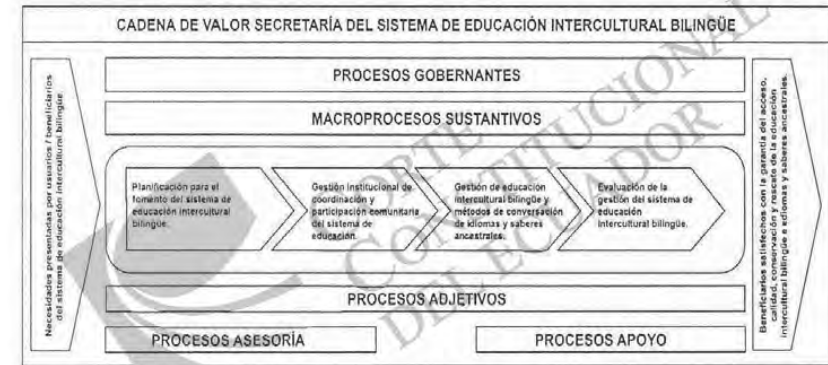 CADENA DE VALOR SECRETARÍA DEL SISTEMA DE EDUCACIÓN INTERCULTURAL BILINGÜE
Necesidades presentadas por usuarios / beneficiarios
del sistema de educación intercultural bilingüe.
PROCESOS GOBERNANTES
MACROPROCESOS SUSTANTIVOS
Planificación para el
fomento del sistema de
educación intercultural
bilingüe.
Gestión Institucional de
coordinación y
participación comunitaria
del sistema de
educación.
Gestión de educación
intercultural bilingüe y
métodos de conversación
de idiomas y saberes
ancestrales.
Evaluación de la
gestión del sistema de
educación
Intercultural bilingüe.
PROCESOS ADJETIVOS
PROCESOS ASESORÍA
PROCESOS APOYO
Beneficiarios satisfechos con la garantía del acceso,
calidad, conservación y rescate de la educación
intercultural bilingüe e idiomas y saberes ancestrales.
CORTE
CONSTITUCIONAL
DEL ECUADOR